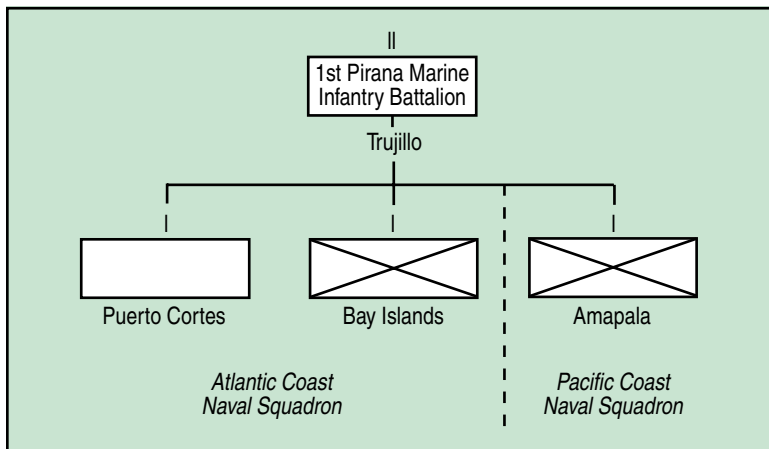 II
1st Pirana Marine
Infantry Battalion
Trujillo
I I I
Puerto Cortes Bay Islands Amapala
Atlantic Coast Pacific Coast
Naval Squadron Naval Squadron